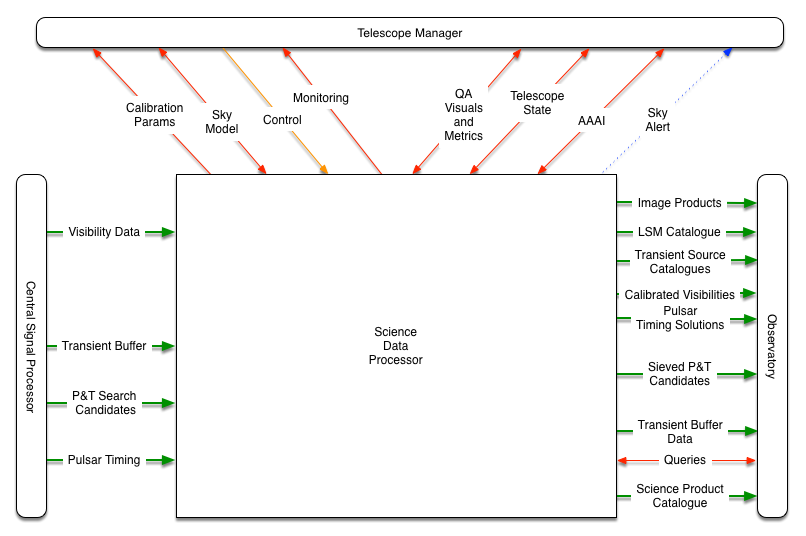 Telescope Manager
Calibration
Params
Sky
Model
Control
Monitoring
QA
Visuals
and
Metrics
Telescope
State
AAAI
Sky
Alert
Central Signal Processor
Visibility Data
Transient Buffer
P&T Search
Candidates
Pulsar Timing
Science
Data
Processor
Image Products
LSM Catalogue
Transient Source
Catalogues
Calibrated Visibilities
Pulsar
Timing Solutions
Sieved P&T
Candidates
Transient Buffer
Data
Queries
Science Product
Catalogue
Observatory